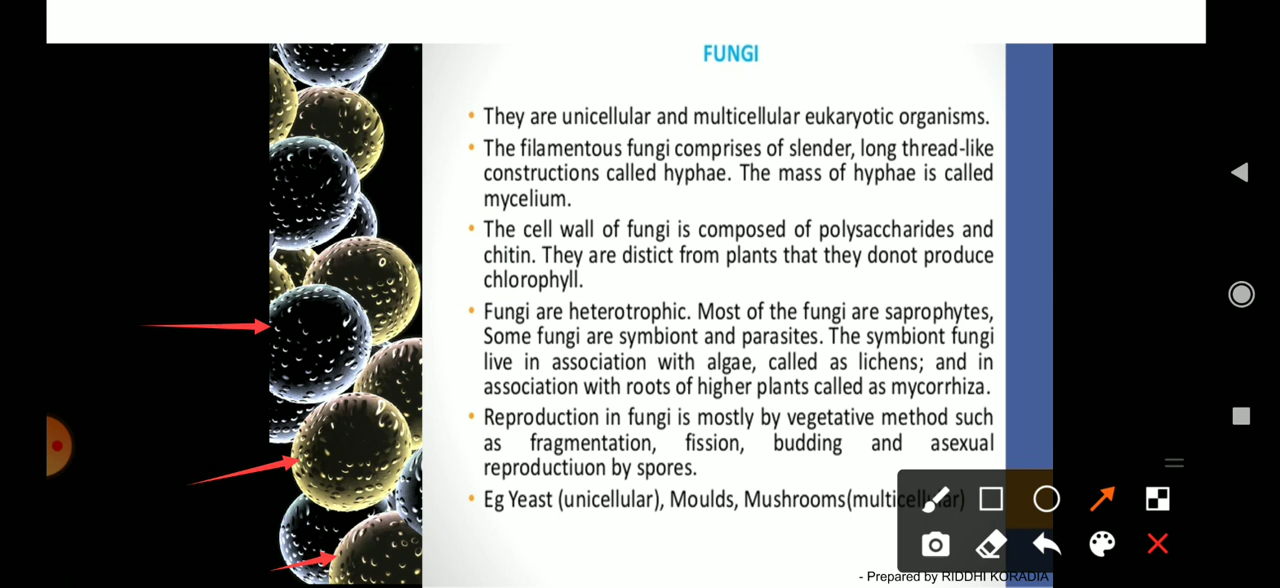 FUNGI
• They are unicellular and multicellular eukaryotic organisms.
• The filamentous fungi comprises of slender, long thread-like
constructions called hyphae. The mass of hyphae is called
mycelium.
• The cell wall of fungi is composed of polysaccharides and
chitin. They are distict from plants that they donot produce
chlorophyll.
• Fungi are heterotrophic. Most of the fungi are saprophytes,
Some fungi are symbiont and parasites. The symbiont fungi
live in association with algae, called as lichens; and in
association with roots of higher plants called as mycorrhiza.
• Reproduction in fungi is mostly by vegetative method such
as fragmentation, fission, budding and asexual
reproductiuon by spores.
• Eg Yeast (unicellular), Moulds, Mushrooms(multicellular)
- Prepared by RIDDHI KORADIA